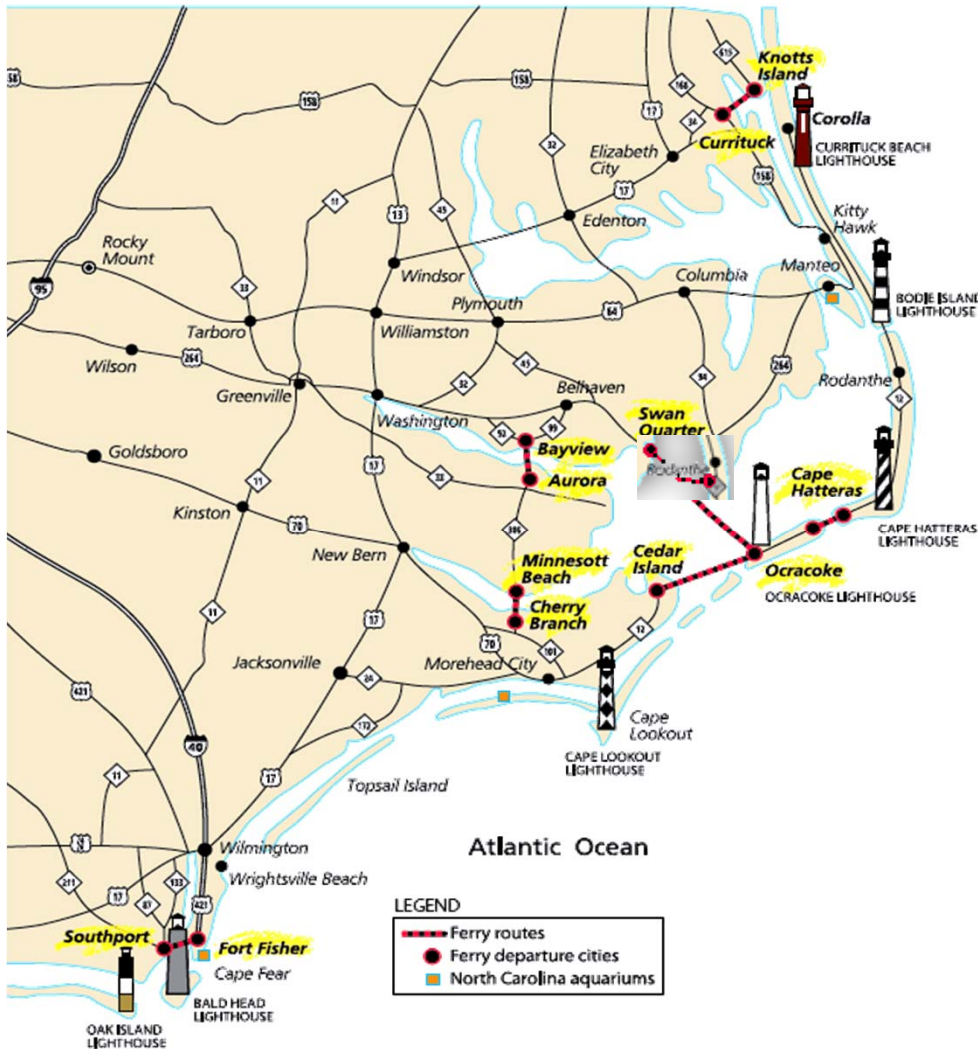 Knotts
Island
615
168
158
58
158
158
17
34
32
Currituck
Corolla
CURRITUCK BEACH
LIGHTHOUSE
Elizabeth
City
11
13
45
17
158
Edenton
Kitty
Hawk
Rocky
Mount
95
33
Windsor
Columbia
Manteo
Plymouth
BODIE ISLAND
LIGHTHOUSE
Tarboro
Williamston
64
Wilson
264
32
45
94
264
Rodanthe
12
Greenville
Belhaven
Washington
92
99
Swan
Quarter
Rodanthe
Goldsboro
17
33
Bayview
Aurora
Cape
Hatteras
11
Kinston
70
306
CAPE HATTERAS
LIGHTHOUSE
New Bern
Minnesott
Beach
Cedar
Island
Ocracoke
OCRACOKE LIGHTHOUSE
Cherry
Branch
11
17
70
101
12
Jacksonville
24
Morehead City
421
172
Cape
Lookout
CAPE LOOKOUT
LIGHTHOUSE
40
11
17
Topsail Island
Wilmington
Atlantic Ocean
Wrightsville Beach
211
17
87
133
421
LEGEND
Ferry routes
Ferry departure cities
North Carolina aquariums
Southport
Fort Fisher
Cape Fear
BALD HEAD
LIGHTHOUSE
OAK ISLAND
LIGHTHOUSE